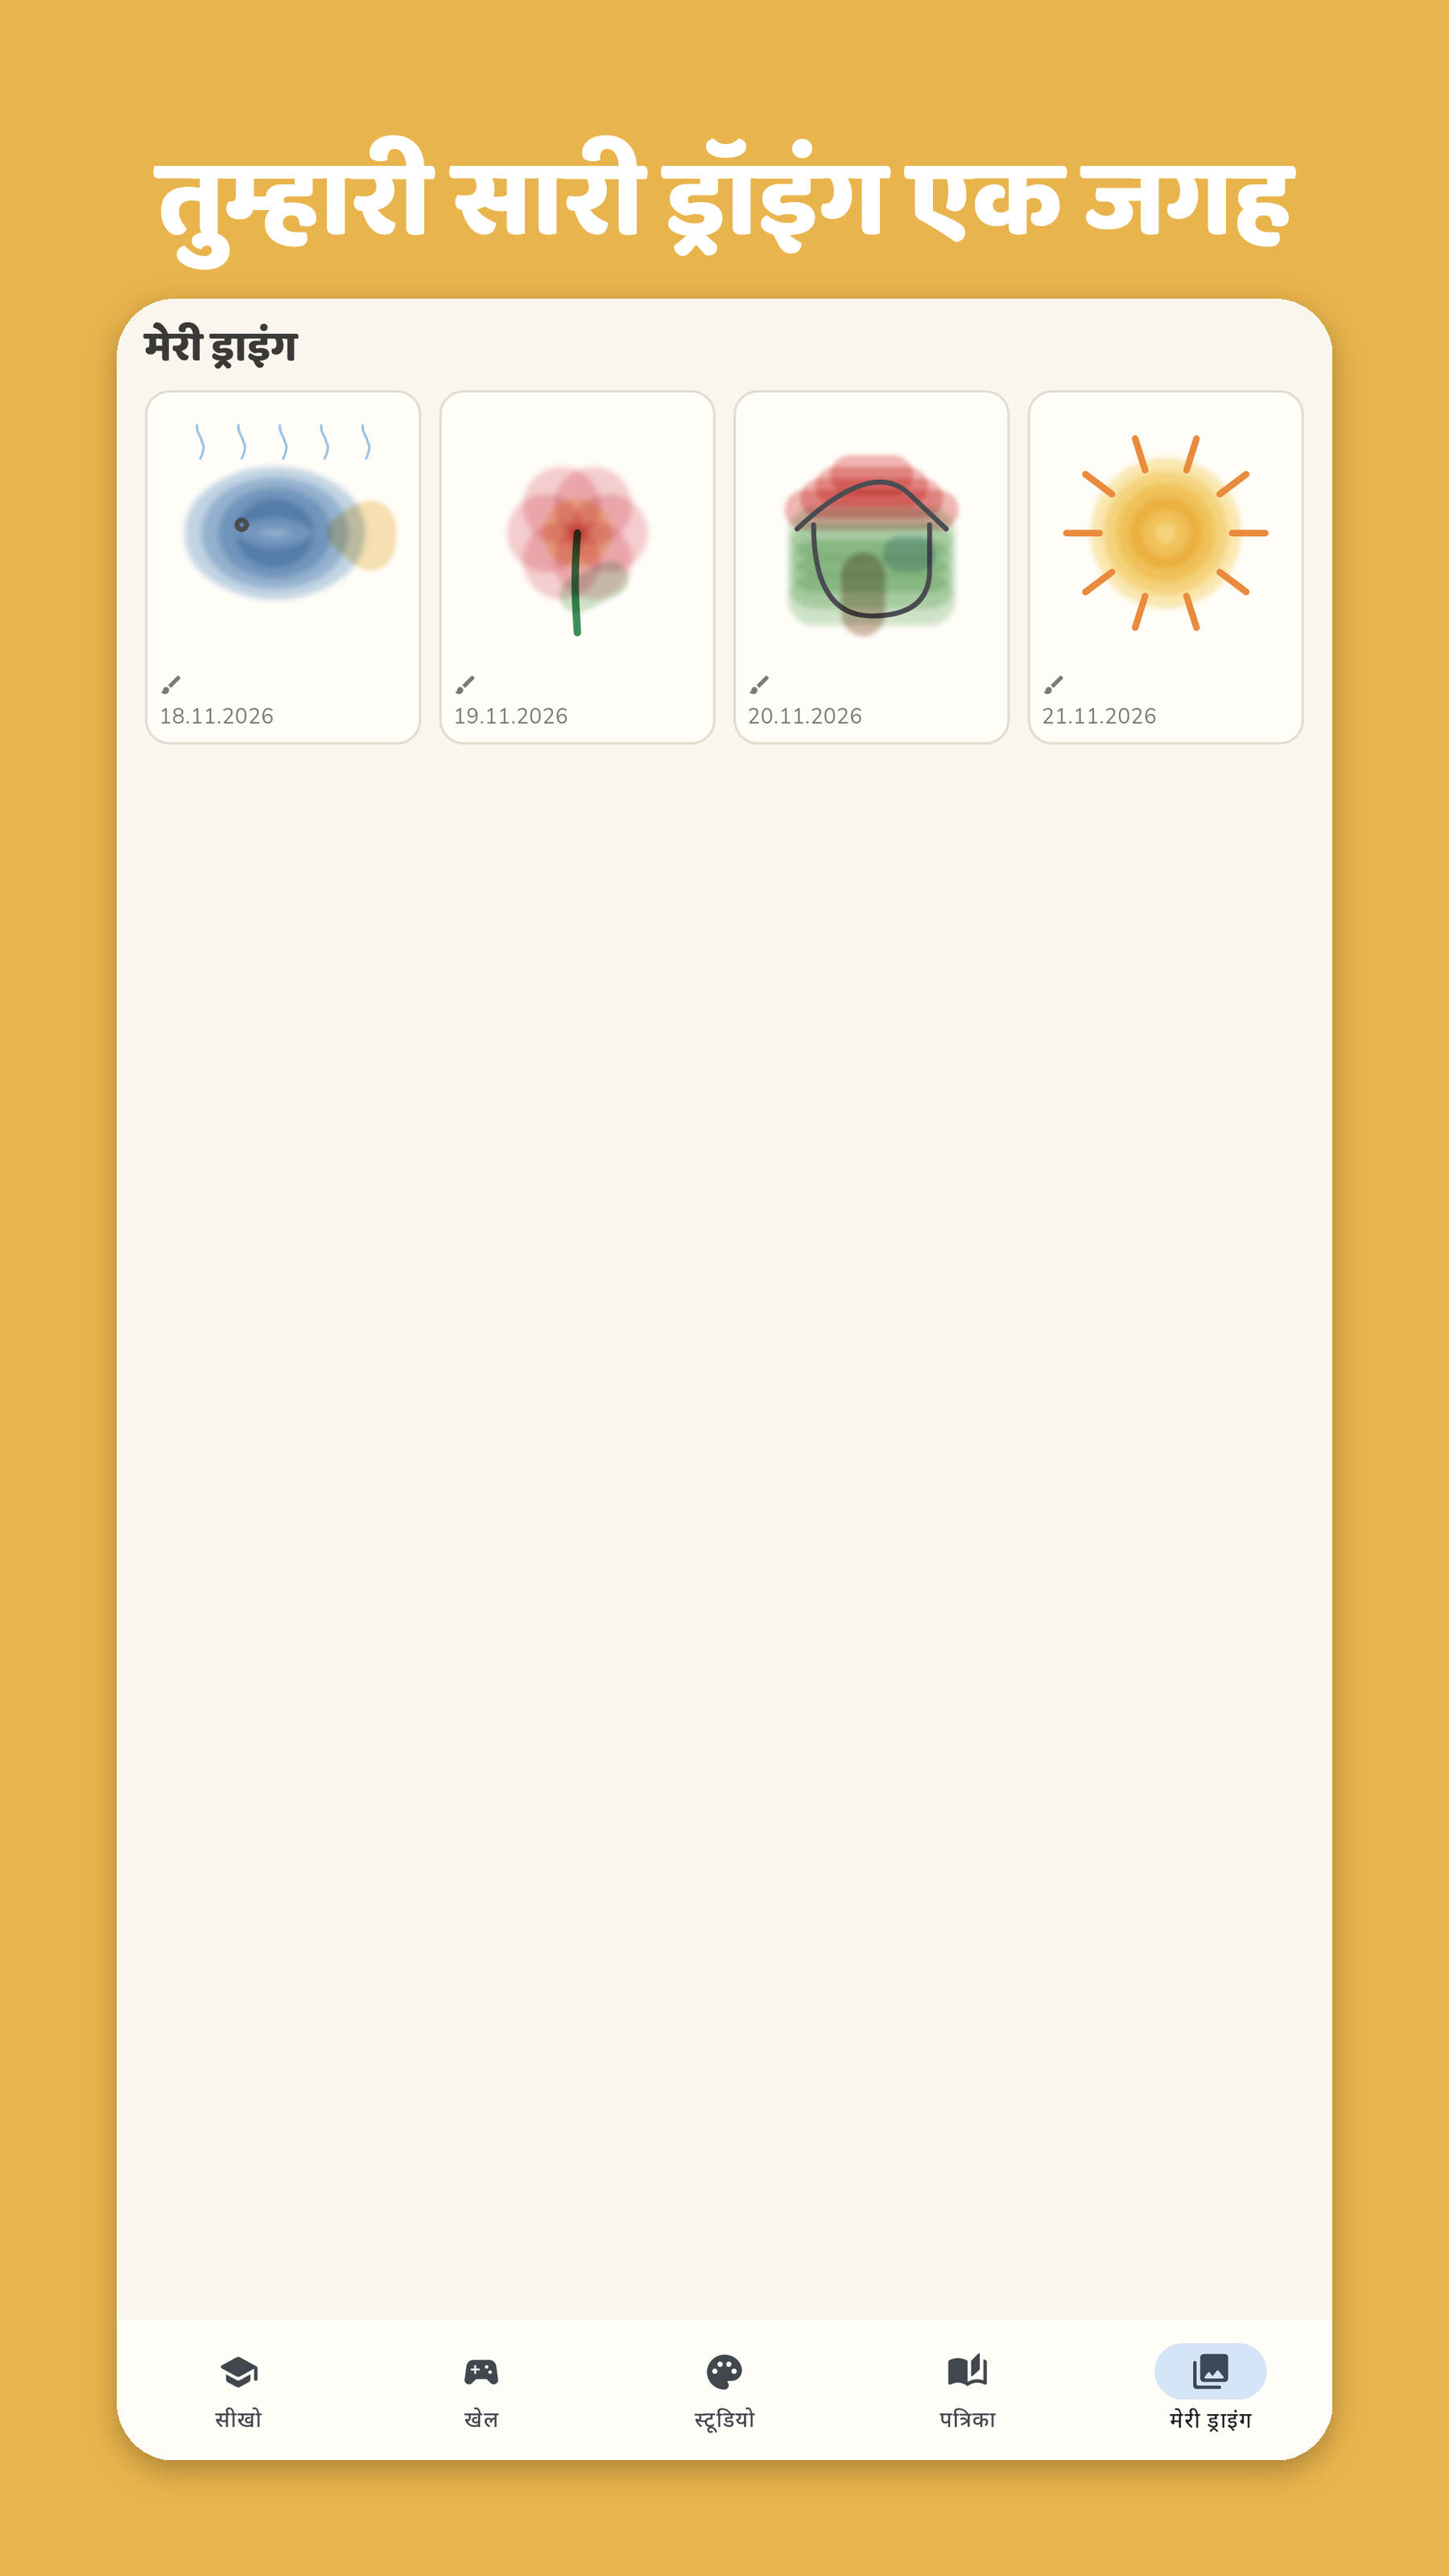 तुम्हारी सारी ड्रॉइंग एक जगह
मेरी ड्राइंग
18.11.2026
19.11.2026
20.11.2026
21.11.2026
सीखो
खेल
स्टूडियो
पत्रिका
मेरी ड्राइंग